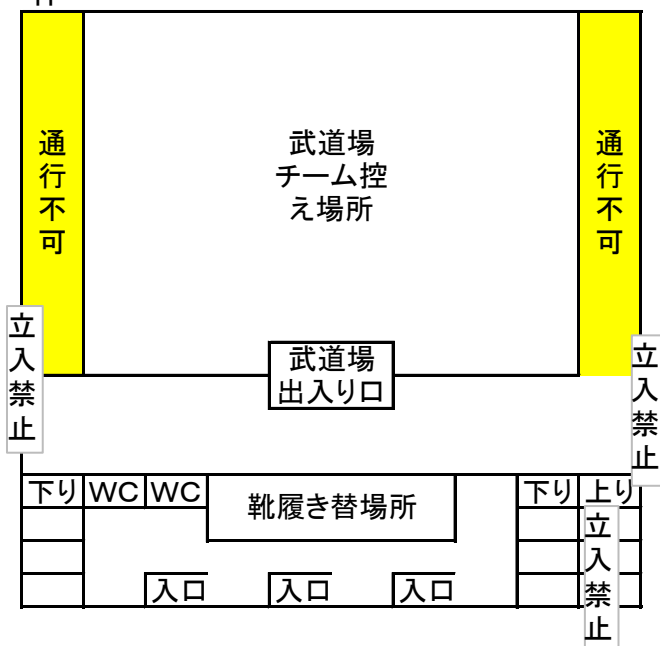 通行不可
武道場
チーム控
え場所
通行不可
立入禁止
武道場
出入り口
立入禁止
下り
WC
WC
靴履き替場所
下り
上り
立入禁止
入口
入口
入口